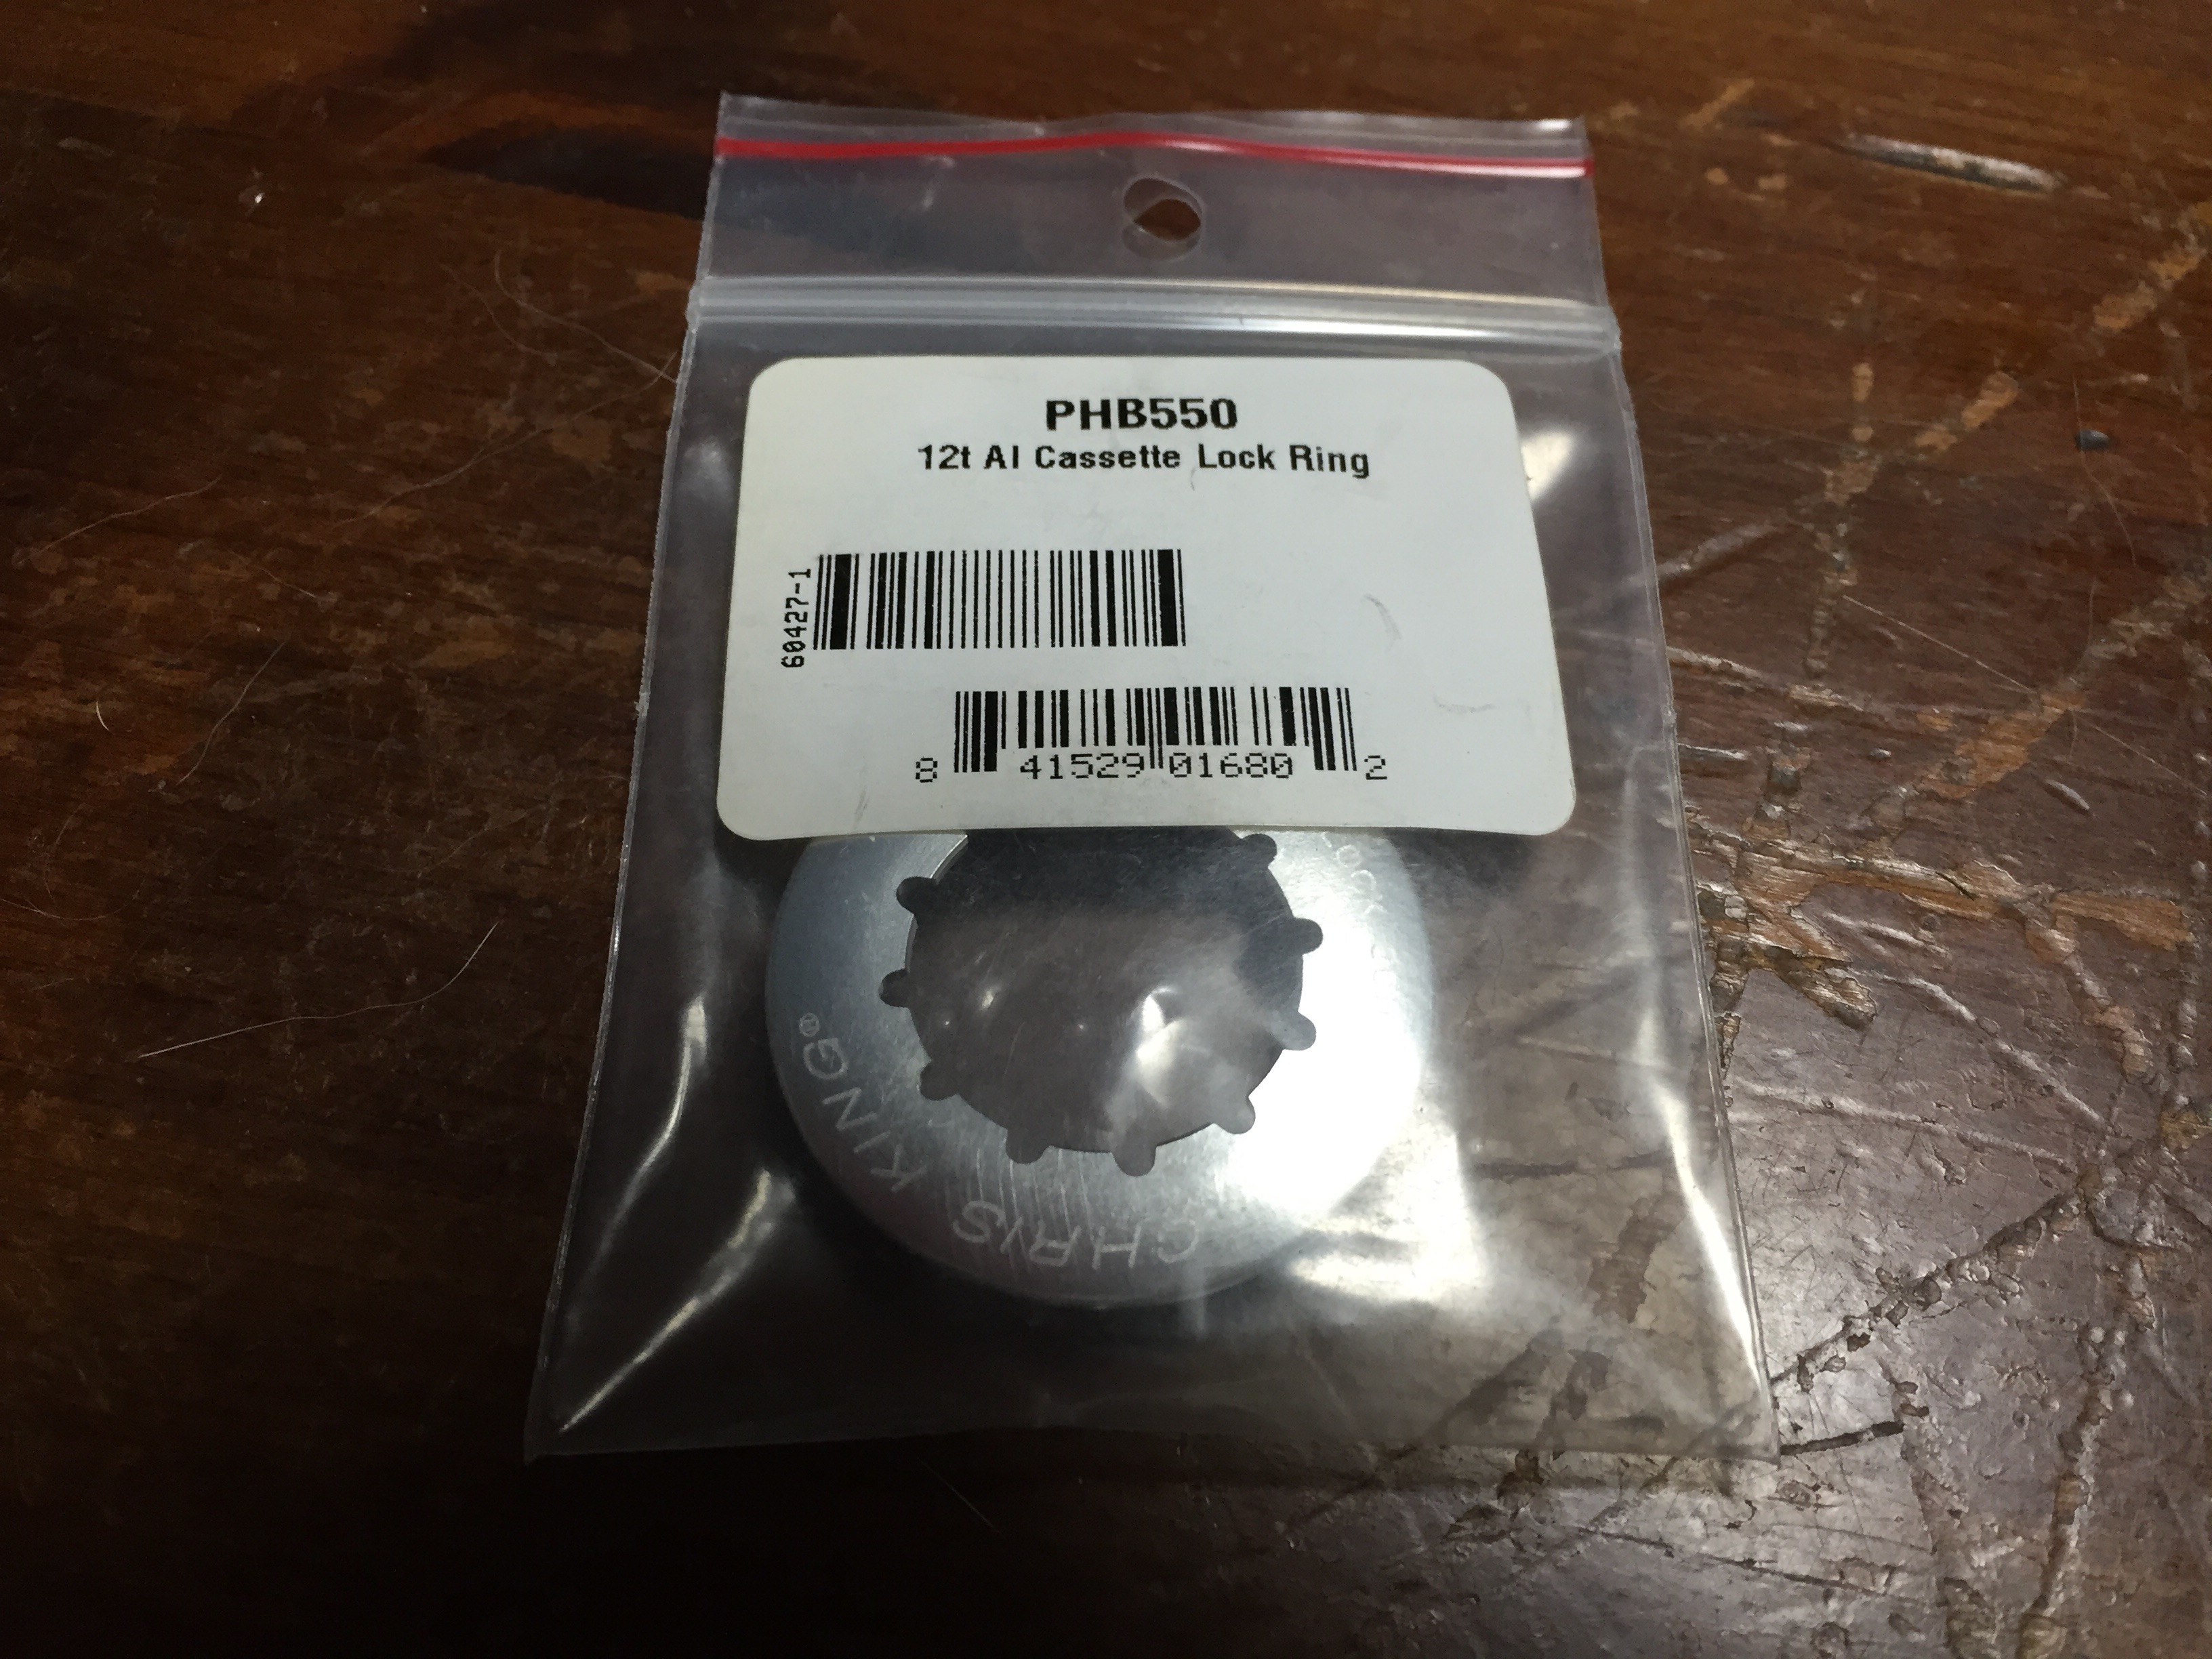 PHB550
12t Al Cassette Lock Ring
60427-1
8 41529 01680 2
CHRIS KING®